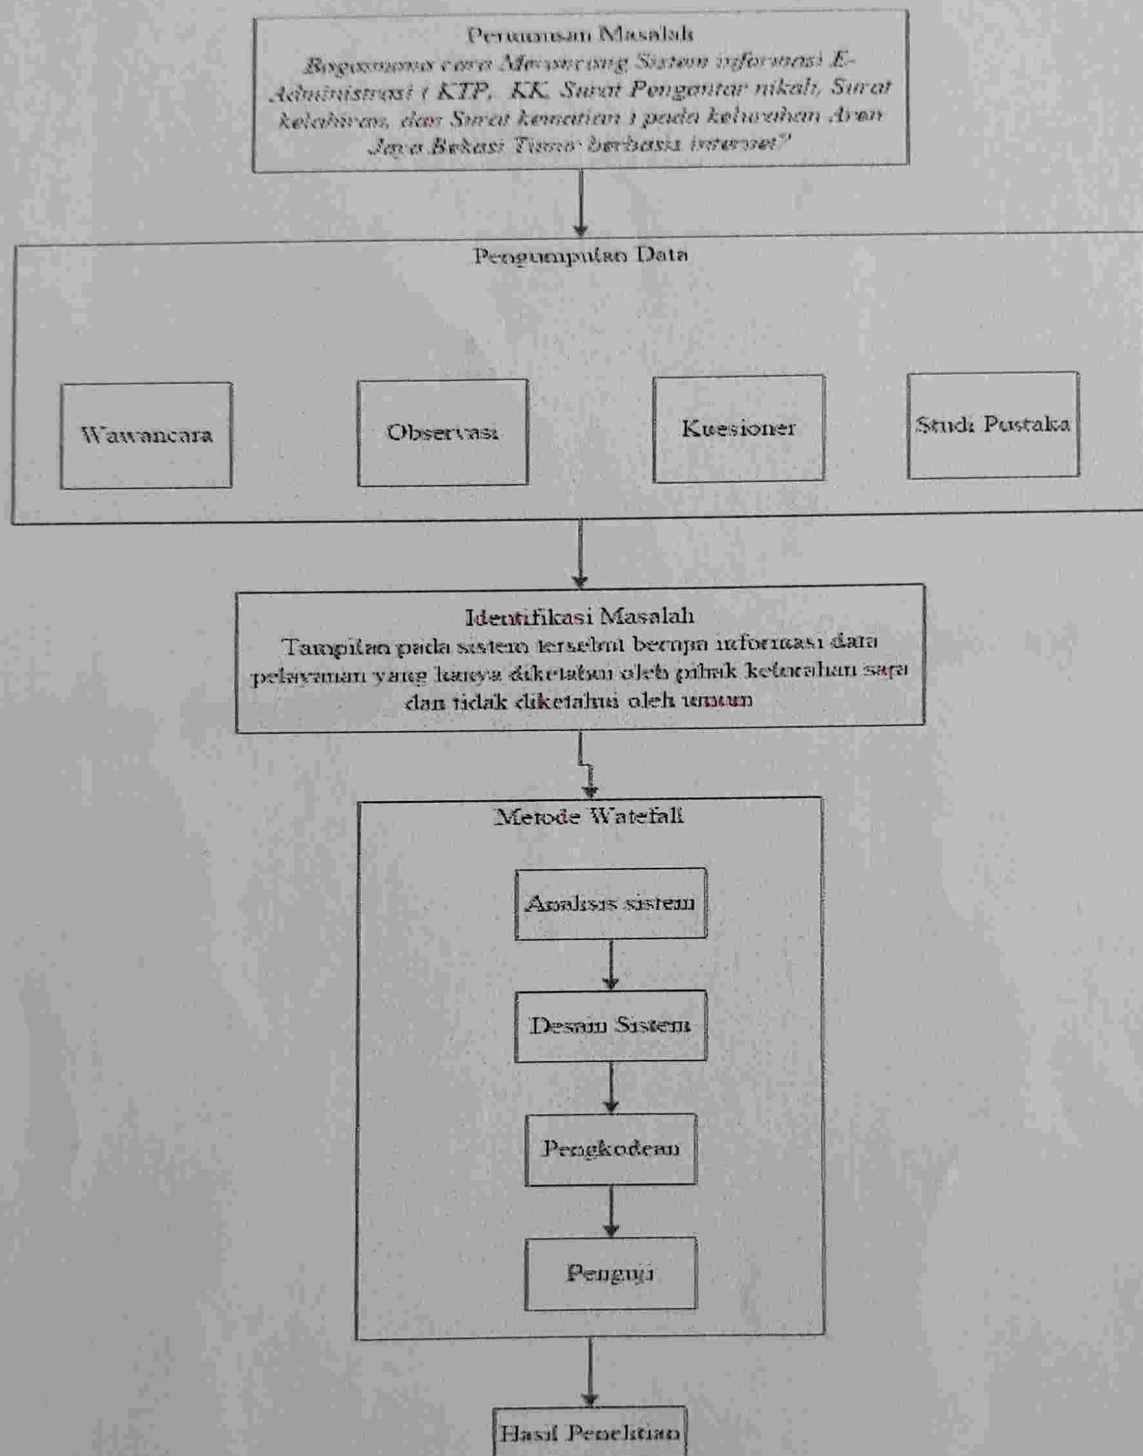 Perumusan Masalah
Bagaimana cara Merancang Sistem informasi E-
Administrasi ( KTP, KK, Surat Pengantar nikah, Surat
kelahiran, dan Surat kematian ) pada kelurahan Aren
Jaya Bekasi Timur berbasis internet?
Pengumpulan Data
Wawancara
Observasi
Kuesioner
Studi Pustaka
Identifikasi Masalah
Tampilan pada sistem tersebut berupa informasi data
pelayanan yang hanya diketahui oleh pihak kelurahan saja
dan tidak diketahui oleh umum
Metode Watefall
Analisis sistem
Desain Sistem
Pengkodean
Penguji
Hasil Penelitian